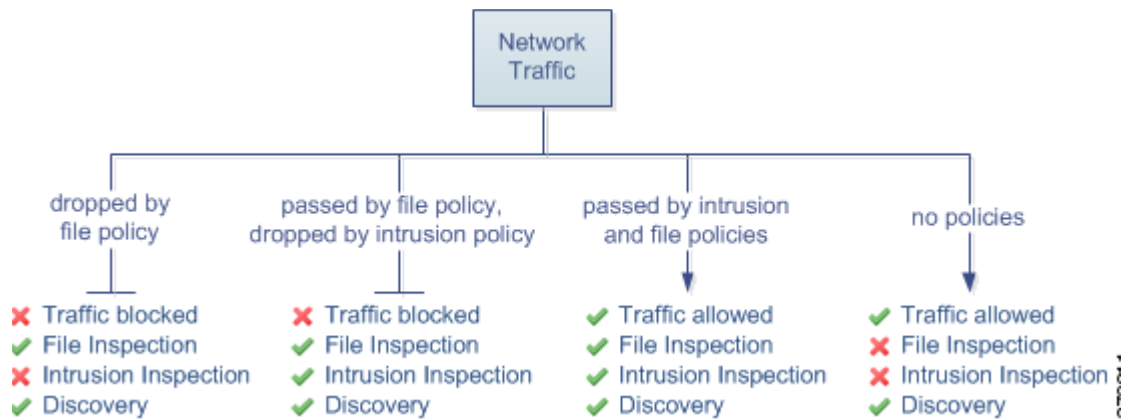 Network
Traffic
dropped by
file policy
passed by file policy,
dropped by intrusion policy
passed by intrusion
and file policies
no policies
Traffic blocked
File Inspection
Intrusion Inspection
Discovery
Traffic blocked
File Inspection
Intrusion Inspection
Discovery
Traffic allowed
File Inspection
Intrusion Inspection
Discovery
Traffic allowed
File Inspection
Intrusion Inspection
Discovery